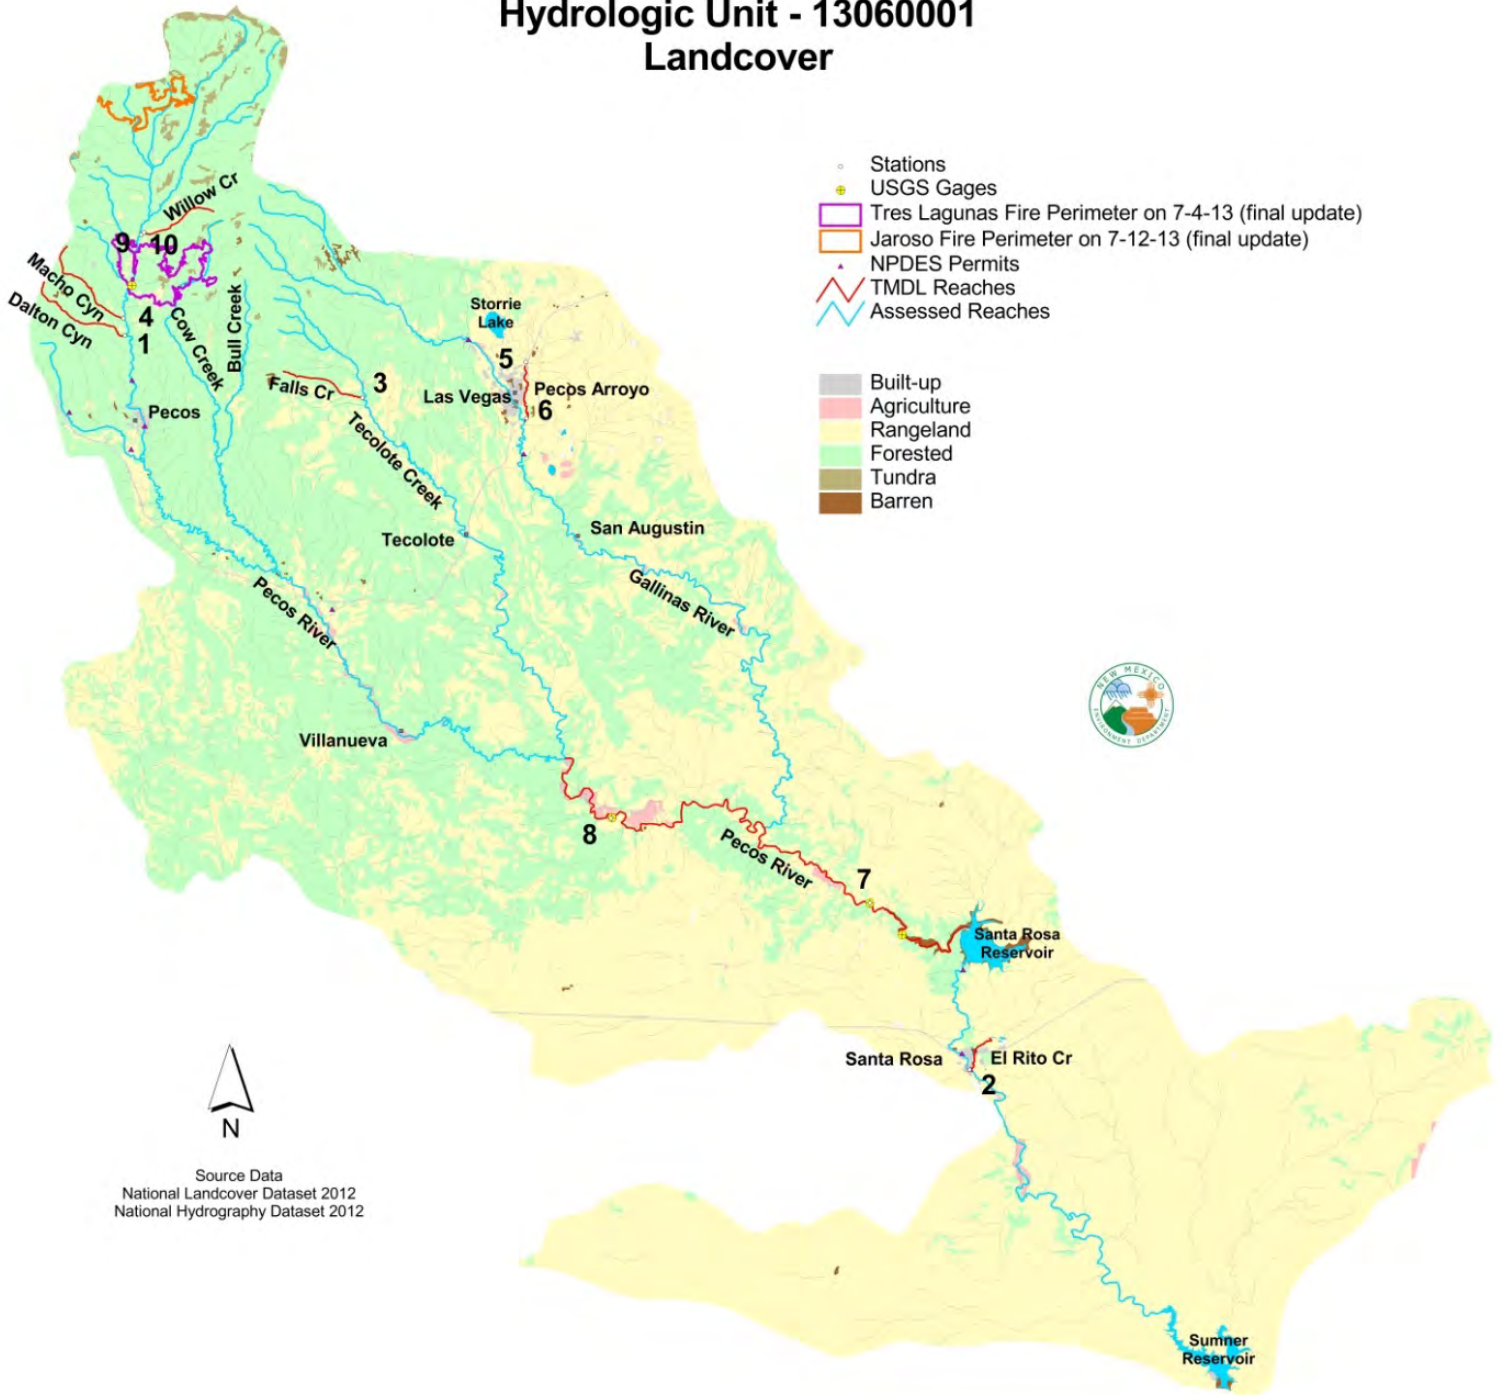 Hydrologic Unit - 13060001
Landcover
Stations
USGS Gages
Tres Lagunas Fire Perimeter on 7-4-13 (final update)
Jaroso Fire Perimeter on 7-12-13 (final update)
NPDES Permits
TMDL Reaches
Assessed Reaches
Built-up
Agriculture
Rangeland
Forested
Tundra
Barren
Willow Cr
9
10
Macho Cyn
Dalton Cyn
4
1
Cow Creek
Bull Creek
Storrie
Lake
5
Falls Cr
3
Las Vegas
Pecos Arroyo
6
Pecos
Tecolote Creek
San Augustin
Tecolote
Gallinas River
Pecos River
Villanueva
8
Pecos River
7
Santa Rosa
Reservoir
Santa Rosa
El Rito Cr
2
Sumner
Reservoir
NEW MEXICO
ENVIRONMENT DEPARTMENT
N
Source Data
National Landcover Dataset 2012
National Hydrography Dataset 2012